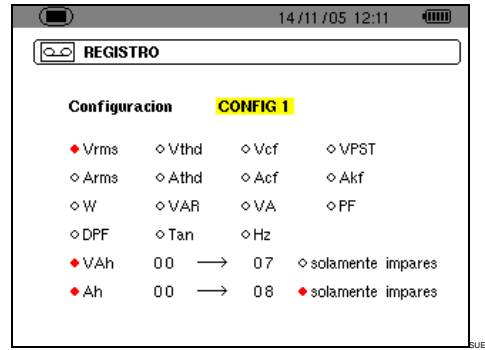 14/11/05 12:11
REGISTRO
Configuracion CONFIG 1
Vrms Vthd Vcf VPST
Arms Athd Acf Akf
W VAR VA PF
DPF Tan Hz
VAh 00 → 07 solamente impares
Ah 00 → 08 solamente impares
SUE